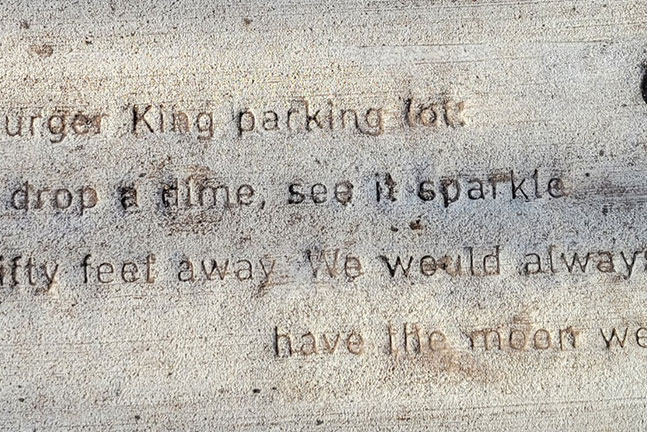 urger King parking lot:
drop a dime, see it sparkle
ifty feet away. We would always
have the moon we